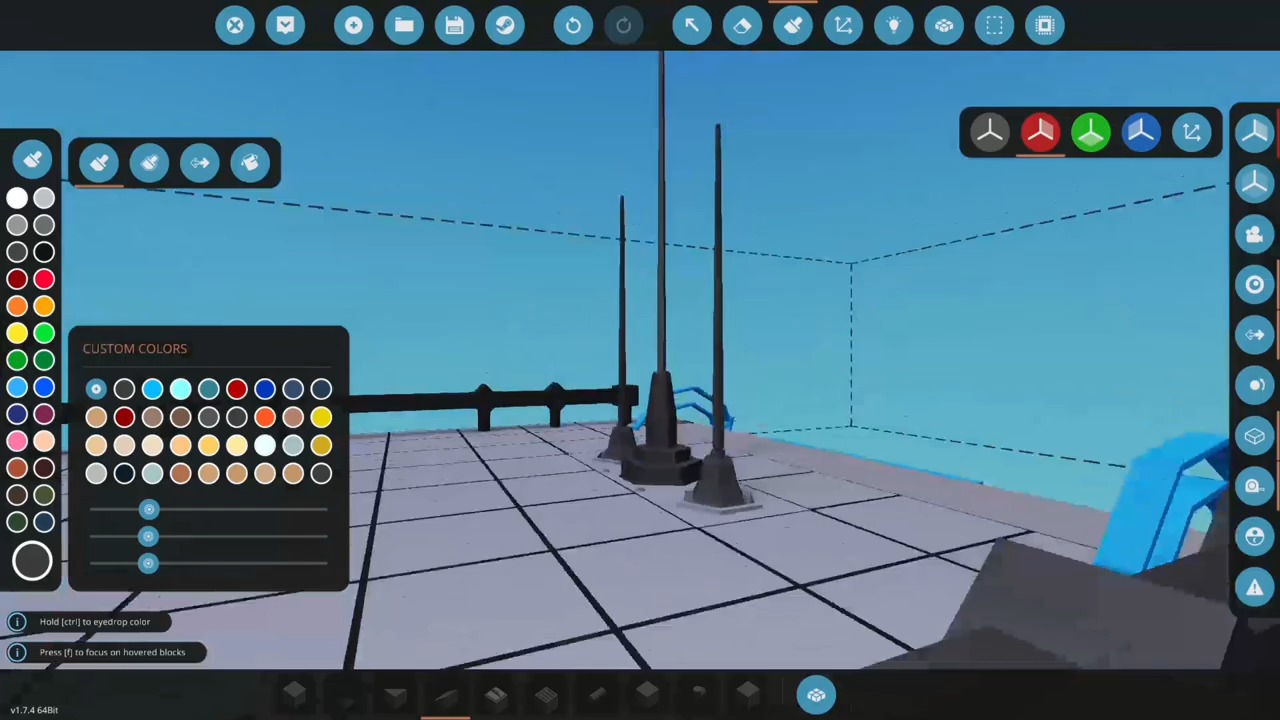 CUSTOM COLORS
Hold [ctrl] to eyedrop color
Press [f] to focus on hovered blocks
v1.7.4 64Bit